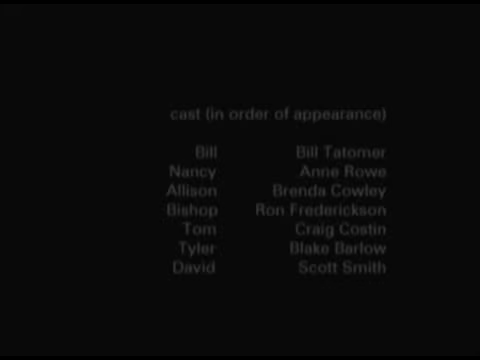 cast (in order of appearance)
Bill Bill Tatomer
Nancy Anne Rowe
Allison Brenda Cowley
Bishop Ron Frederickson
Tom Craig Costin
Tyler Blake Barlow
David Scott Smith